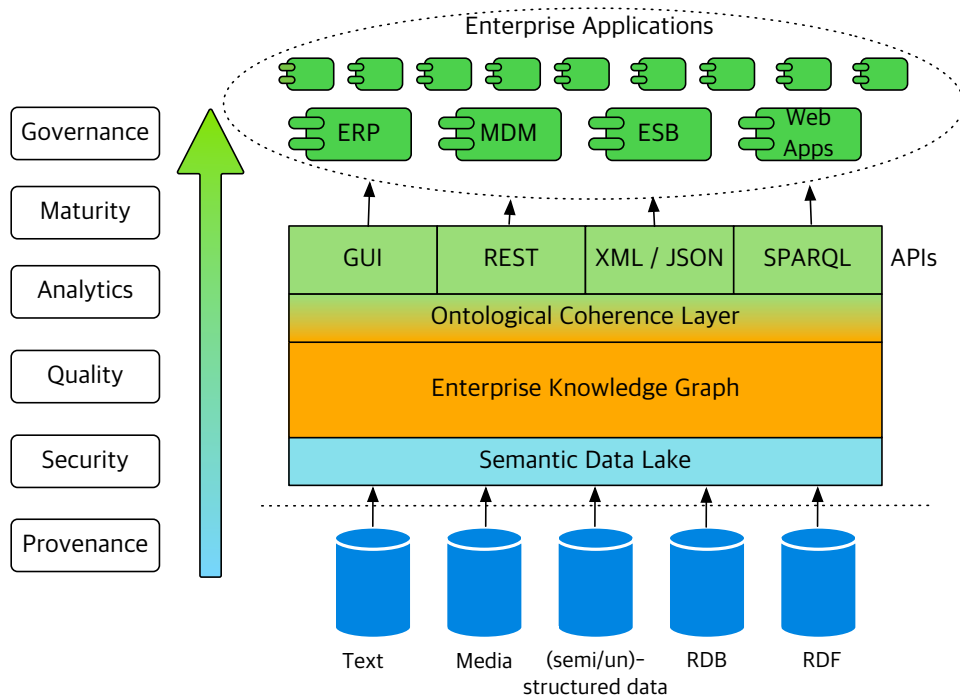 Enterprise Applications
Governance
ERP
MDM
ESB
Web
Apps
Maturity
GUI
REST
XML / JSON
SPARQL
APIs
Analytics
Ontological Coherence Layer
Quality
Enterprise Knowledge Graph
Security
Semantic Data Lake
Provenance
Text
Media
(semi/un)-
structured data
RDB
RDF